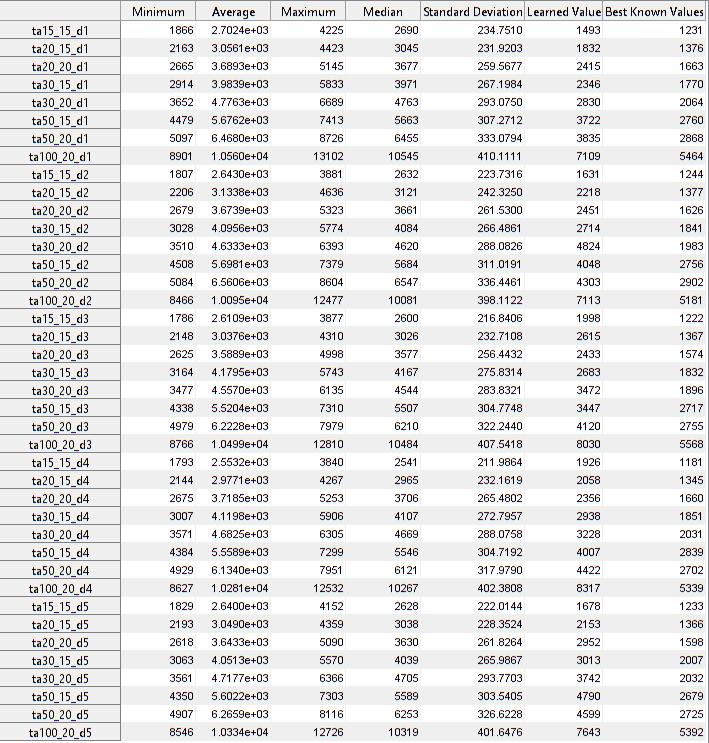 Minimum Average Maximum Median Standard Deviation Learned Value Best Known Values
ta15_15_d1 1866 2.7024e+03 4225 2690 234.7510 1493 1231
ta20_15_d1 2163 3.0561e+03 4423 3045 231.9203 1832 1376
ta20_20_d1 2665 3.6893e+03 5145 3677 259.5677 2415 1663
ta30_15_d1 2914 3.9839e+03 5833 3971 267.1984 2346 1770
ta30_20_d1 3652 4.7763e+03 6689 4763 293.0750 2830 2064
ta50_15_d1 4479 5.6762e+03 7413 5663 307.2712 3722 2760
ta50_20_d1 5097 6.4680e+03 8726 6455 333.0794 3835 2868
ta100_20_d1 8901 1.0560e+04 13102 10545 410.1111 7109 5464
ta15_15_d2 1807 2.6430e+03 3881 2632 223.7316 1631 1244
ta20_15_d2 2206 3.1338e+03 4636 3121 242.3250 2218 1377
ta20_20_d2 2679 3.6739e+03 5323 3661 261.5300 2451 1626
ta30_15_d2 3028 4.0956e+03 5774 4084 266.4861 2714 1841
ta30_20_d2 3510 4.6333e+03 6393 4620 288.0826 4824 1983
ta50_15_d2 4508 5.6981e+03 7379 5684 311.0191 4048 2756
ta50_20_d2 5084 6.5606e+03 8604 6547 336.4461 4303 2902
ta100_20_d2 8466 1.0095e+04 12477 10081 398.1122 7113 5181
ta15_15_d3 1786 2.6109e+03 3877 2600 216.8406 1998 1222
ta20_15_d3 2148 3.0376e+03 4310 3026 232.7108 2615 1367
ta20_20_d3 2625 3.5889e+03 4998 3577 256.4432 2433 1574
ta30_15_d3 3164 4.1795e+03 5743 4167 275.8314 2683 1832
ta30_20_d3 3477 4.5570e+03 6135 4544 283.8321 3472 1896
ta50_15_d3 4338 5.5204e+03 7310 5507 304.7748 3447 2717
ta50_20_d3 4979 6.2228e+03 7979 6210 322.2440 4120 2755
ta100_20_d3 8766 1.0499e+04 12810 10484 407.5418 8030 5568
ta15_15_d4 1793 2.5532e+03 3840 2541 211.9864 1926 1181
ta20_15_d4 2144 2.9771e+03 4267 2965 232.1619 2058 1345
ta20_20_d4 2675 3.7185e+03 5253 3706 265.4802 2356 1660
ta30_15_d4 3007 4.1198e+03 5906 4107 272.7957 2938 1851
ta30_20_d4 3571 4.6825e+03 6305 4669 288.0758 3228 2031
ta50_15_d4 4384 5.5589e+03 7299 5546 304.7192 4007 2839
ta50_20_d4 4929 6.1340e+03 7951 6121 317.9790 4422 2702
ta100_20_d4 8627 1.0281e+04 12532 10267 402.3808 8317 5339
ta15_15_d5 1829 2.6400e+03 4152 2628 222.0144 1678 1233
ta20_15_d5 2193 3.0490e+03 4359 3038 228.3524 2153 1366
ta20_20_d5 2618 3.6433e+03 5090 3630 261.8264 2952 1598
ta30_15_d5 3063 4.0513e+03 5570 4039 265.9867 3013 2007
ta30_20_d5 3561 4.7177e+03 6366 4705 293.7703 3742 2032
ta50_15_d5 4350 5.6022e+03 7303 5589 303.5405 4790 2679
ta50_20_d5 4907 6.2659e+03 8116 6253 326.6228 4599 2725
ta100_20_d5 8546 1.0334e+04 12726 10319 401.6476 7643 5392